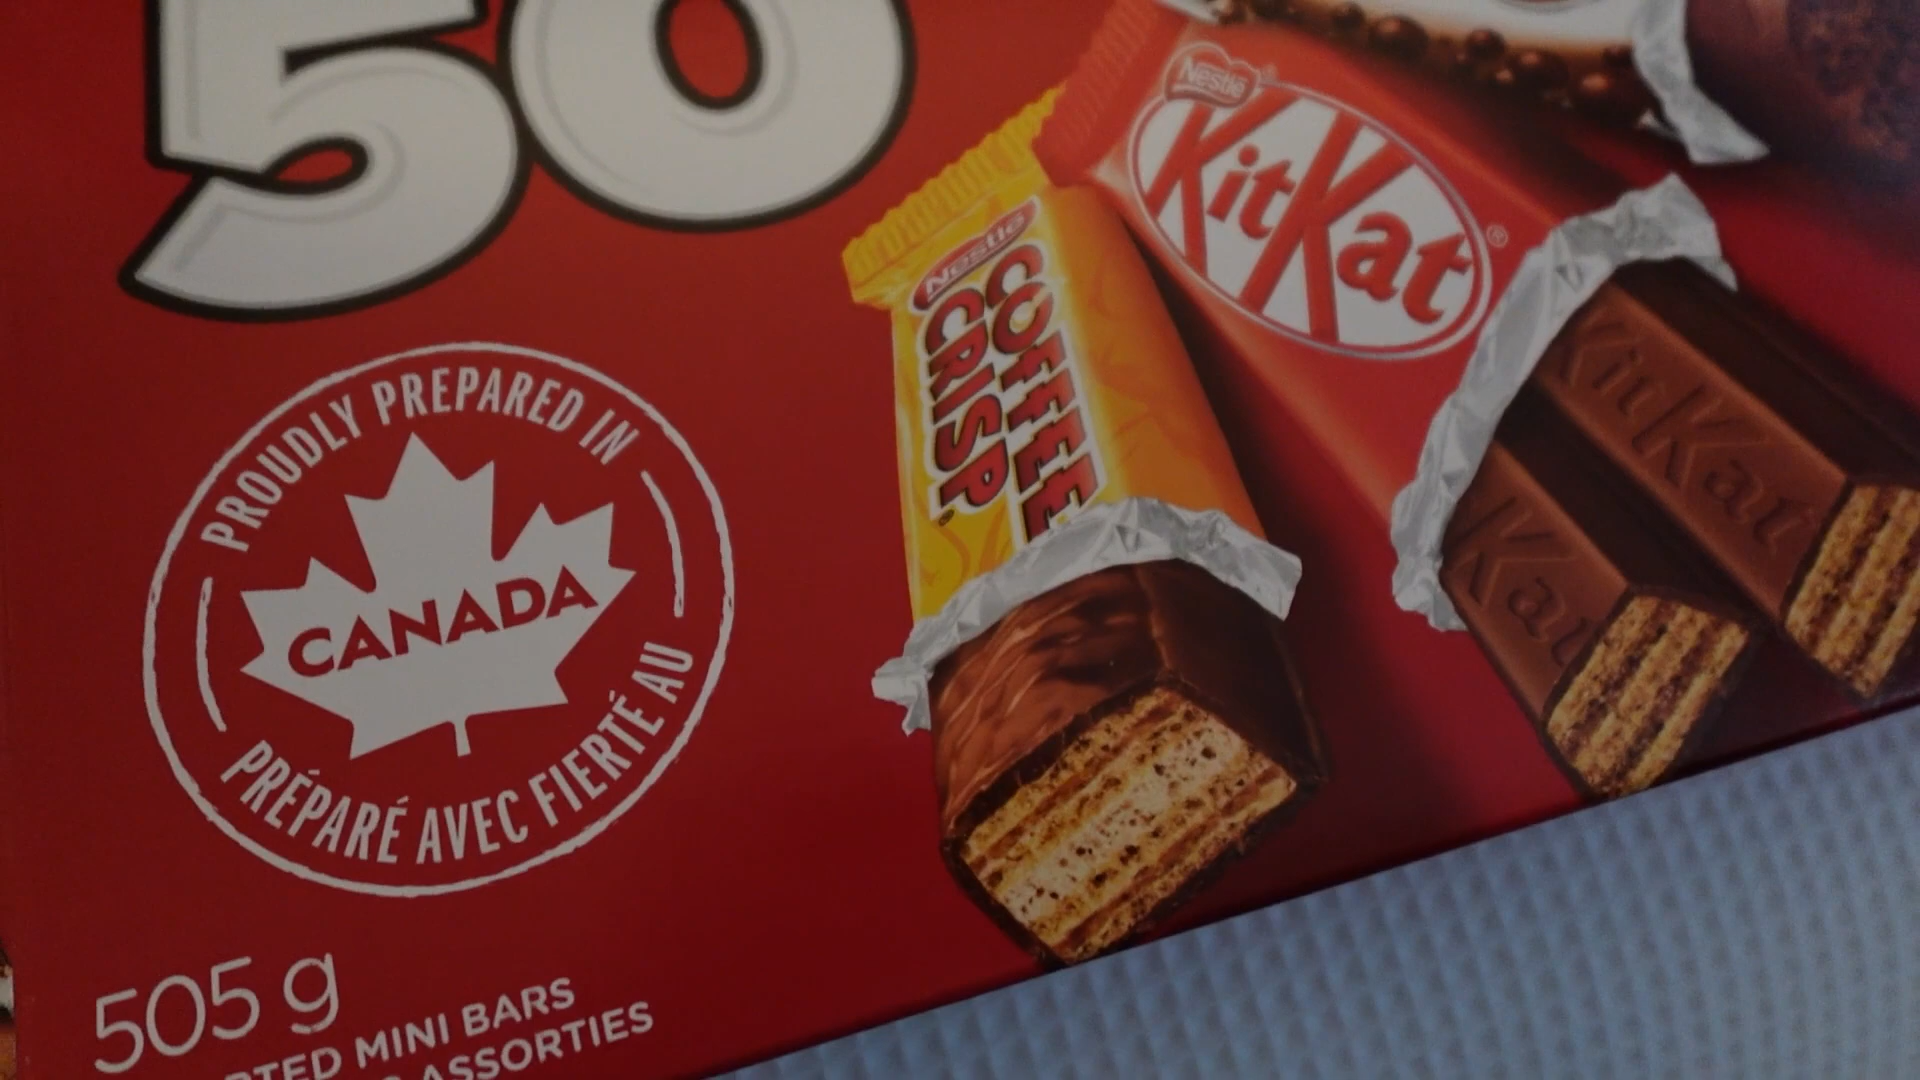 50
Nestlé
KitKat
Nestlé
COFFEE
CRISP
KitKat
Kat
PROUDLY PREPARED IN
CANADA
PRÉPARÉ AVEC FIERTÉ AU
505 g
MINI BARS
ASSORTIES